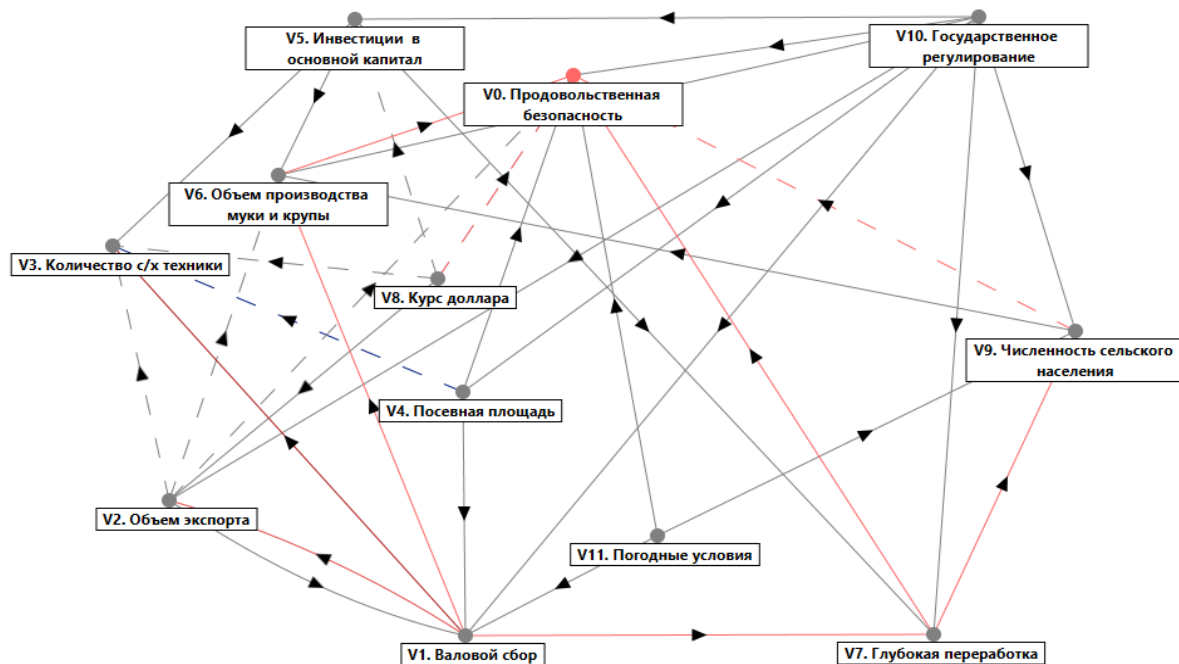 V5. Инвестиции в
основной капитал
V10. Государственное
регулирование
V0. Продовольственная
безопасность
V6. Объем производства
муки и крупы
V3. Количество с/х техники
V8. Курс доллара
V9. Численность сельского
населения
V4. Посевная площадь
V2. Объем экспорта
V11. Погодные условия
V1. Валовой сбор
V7. Глубокая переработка